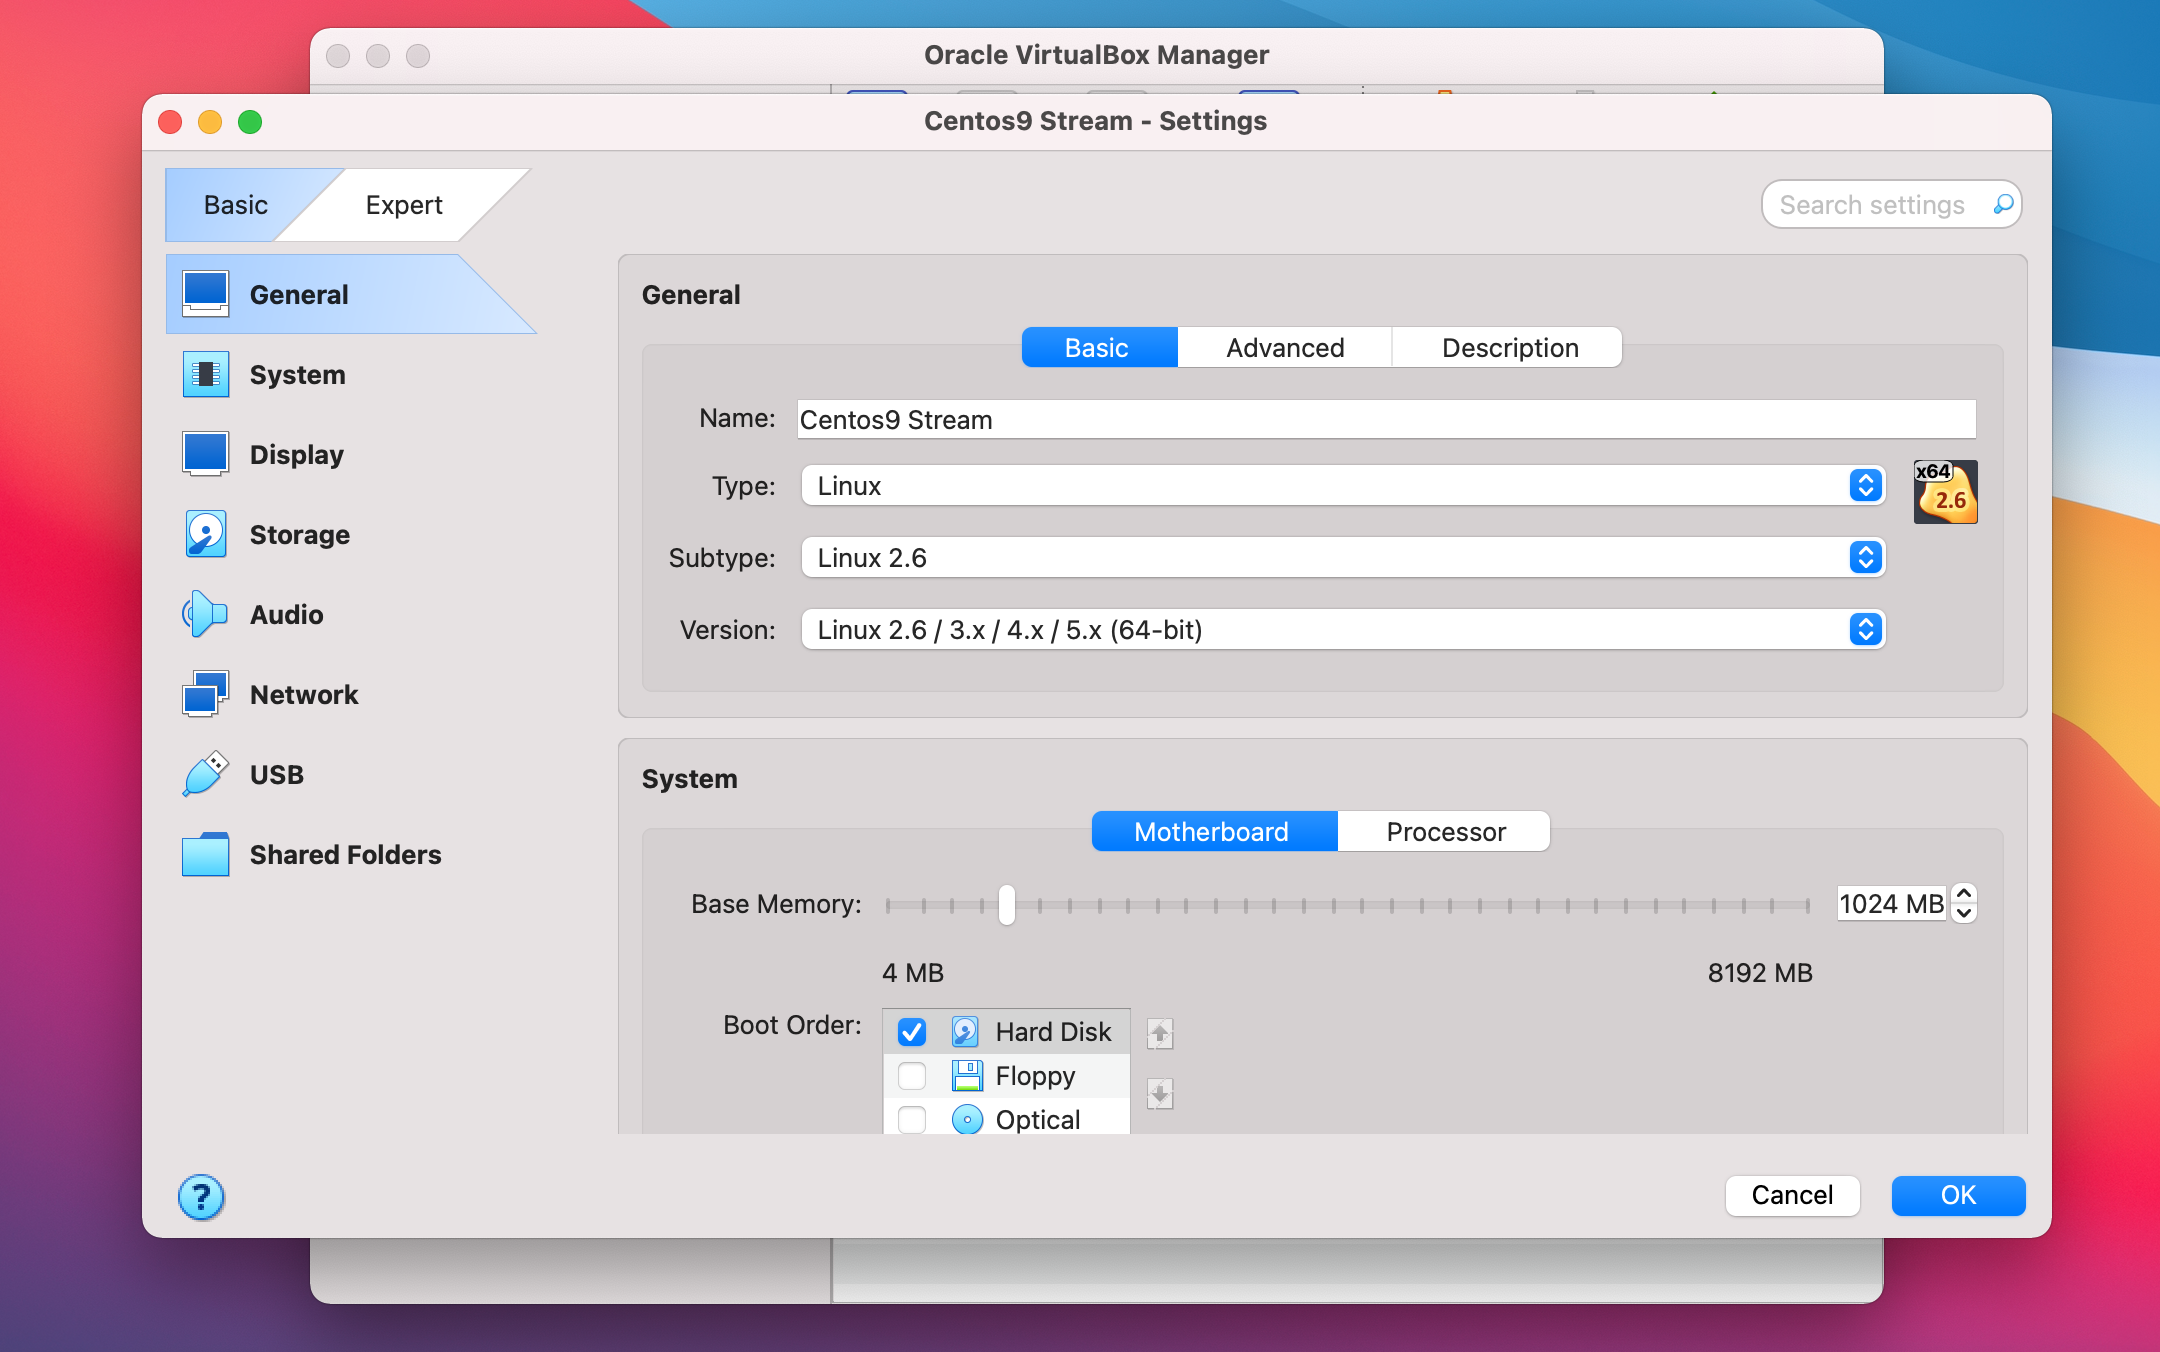 Oracle VirtualBox Manager
Centos9 Stream - Settings
Basic
Expert
Search settings
General
System
Display
Storage
Audio
Network
USB
Shared Folders
General
Basic
Advanced
Description
Name: Centos9 Stream
Type: Linux
x64
2.6
Subtype: Linux 2.6
Version: Linux 2.6 / 3.x / 4.x / 5.x (64-bit)
System
Motherboard
Processor
Base Memory: 1024 MB
4 MB
8192 MB
Boot Order:
Hard Disk
Floppy
Optical
?
Cancel
OK